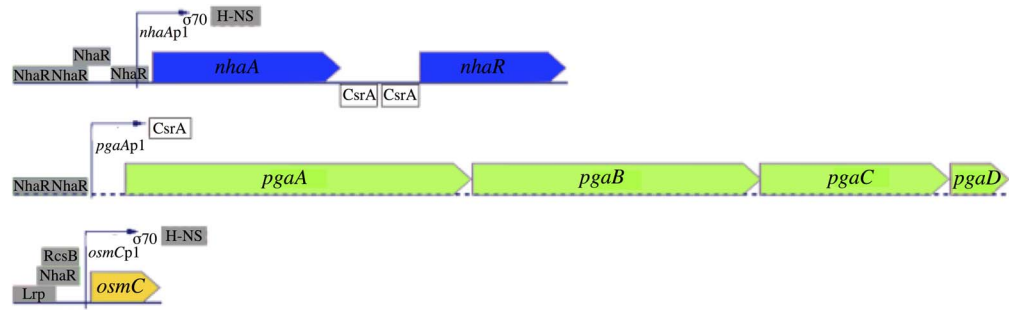 σ70 H-NS
nhaAp1
NhaR
NhaR NhaR NhaR
nhaA nhaR
CsrA CsrA
CsrA
pgaAp1
NhaR NhaR
pgaA pgaB pgaC pgaD
σ70 H-NS
osmCp1
RcsB
NhaR
Lrp
osmC